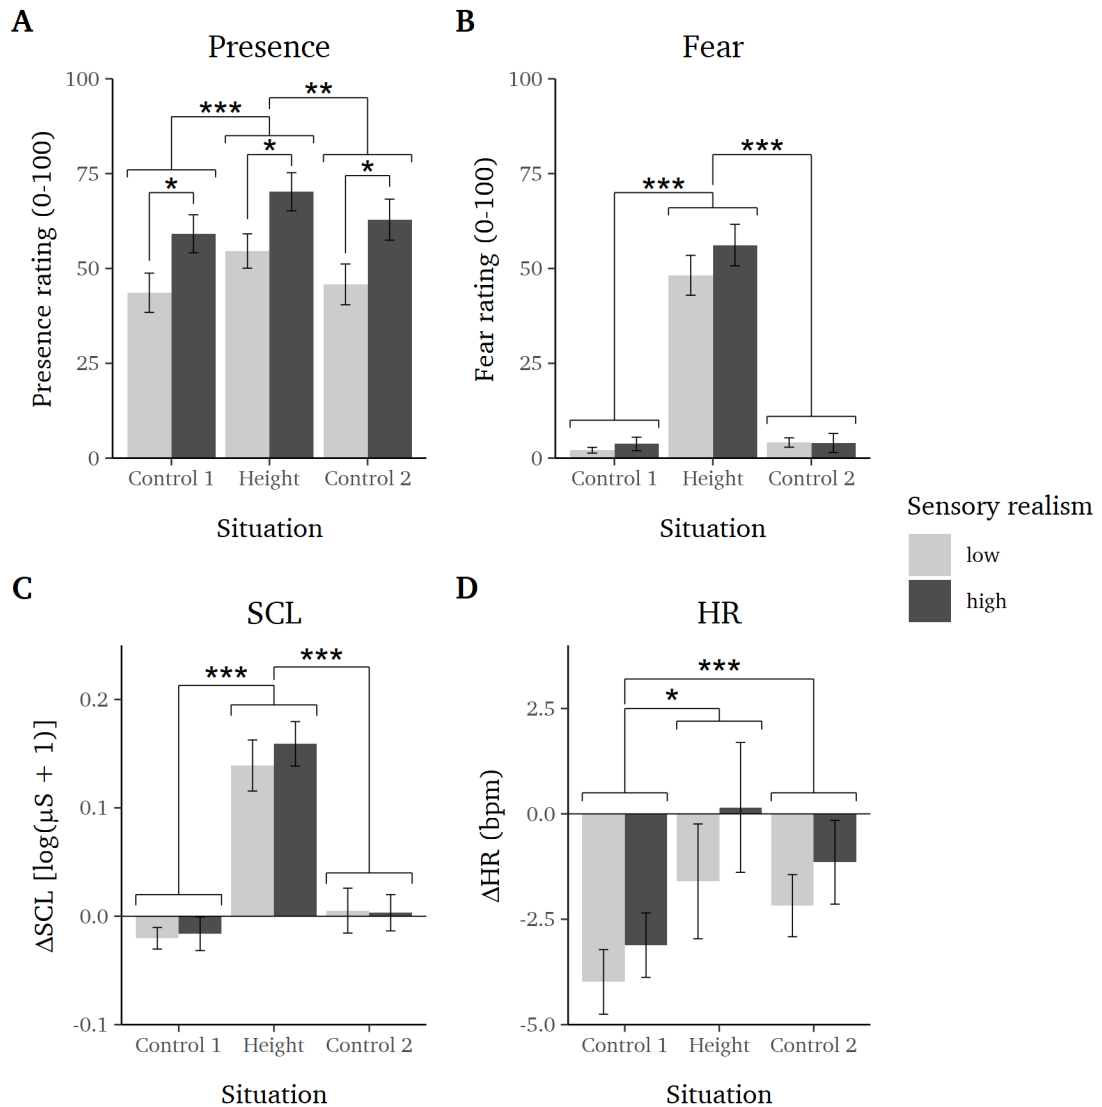 A
Presence
Presence rating (0-100)
100
75
50
25
0
***
**
*
*
*
Control 1
Height
Control 2
Situation
B
Fear
Fear rating (0-100)
100
75
50
25
0
***
***
Control 1
Height
Control 2
Situation
Sensory realism
low
high
C
SCL
ΔSCL [log(μS + 1)]
0.2
0.1
0.0
-0.1
***
***
Control 1
Height
Control 2
Situation
D
HR
ΔHR (bpm)
2.5
0.0
-2.5
-5.0
***
*
Control 1
Height
Control 2
Situation